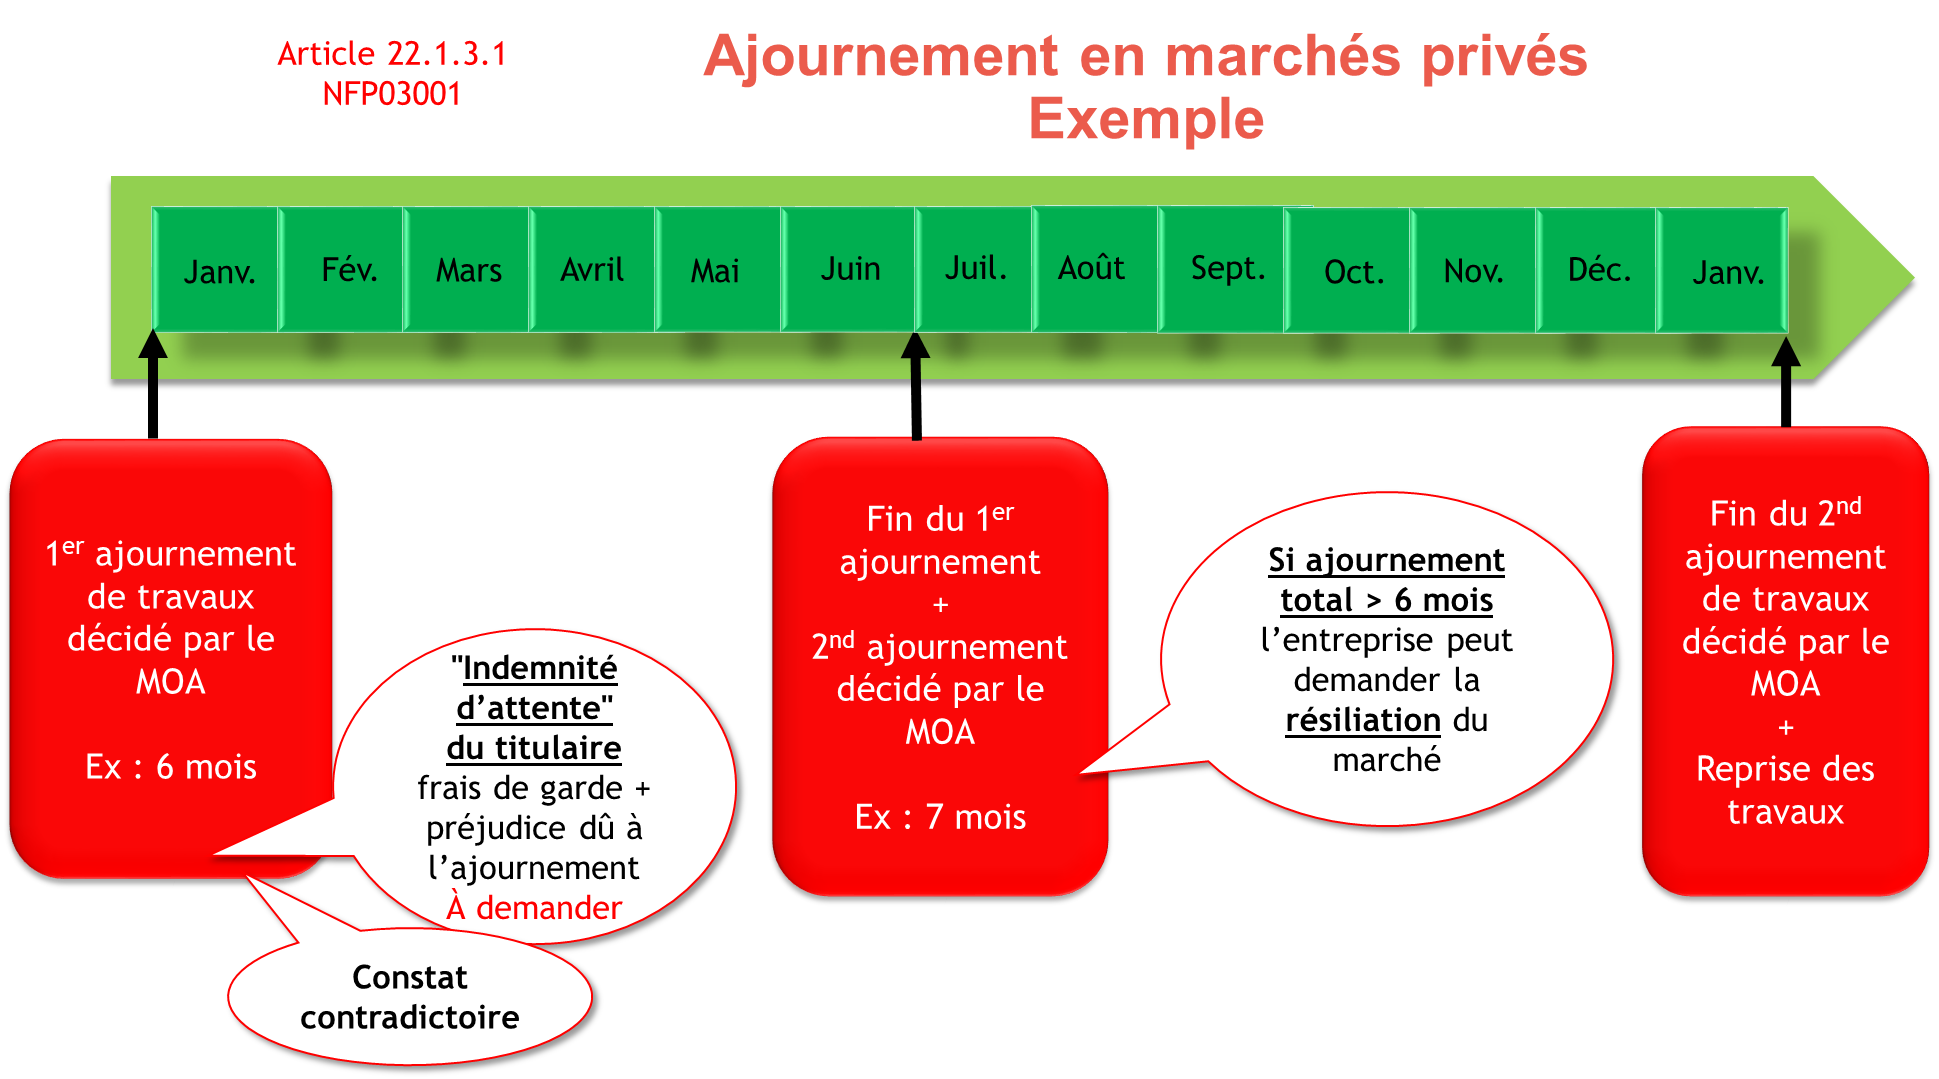 Article 22.1.3.1
NFP03001
Ajournement en marchés privés
Exemple
Janv.
Fév.
Mars
Avril
Mai
Juin
Juil.
Août
Sept.
Oct.
Nov.
Déc.
Janv.
1er ajournement
de travaux
décidé par le
MOA
Ex : 6 mois
"Indemnité
d’attente"
du titulaire
frais de garde +
préjudice dû à
l’ajournement
À demander
Constat
contradictoire
Fin du 1er
ajournement
+
2nd ajournement
décidé par le
MOA
Ex : 7 mois
Si ajournement
total > 6 mois
l’entreprise peut
demander la
résiliation du
marché
Fin du 2nd
ajournement
de travaux
décidé par le
MOA
+
Reprise des
travaux